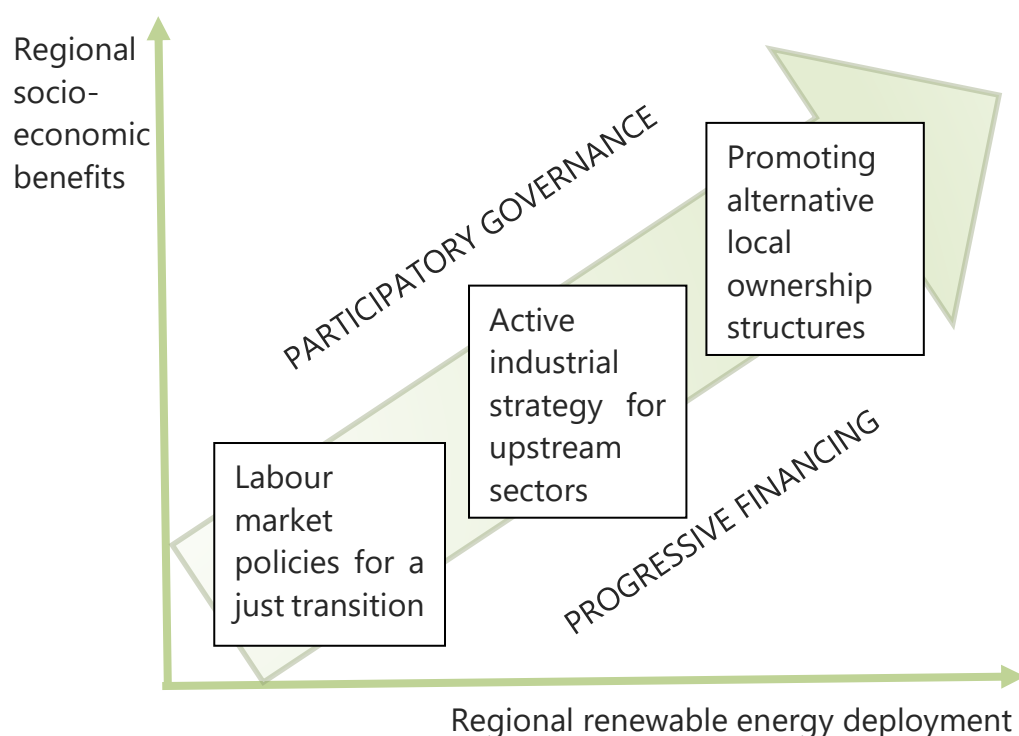 Regional
socio-
economic
benefits
PARTICIPATORY GOVERNANCE
Promoting
alternative
local
ownership
structures
Active
industrial
strategy for
upstream
sectors
Labour
market
policies for a
just transition
PROGRESSIVE FINANCING
Regional renewable energy deployment